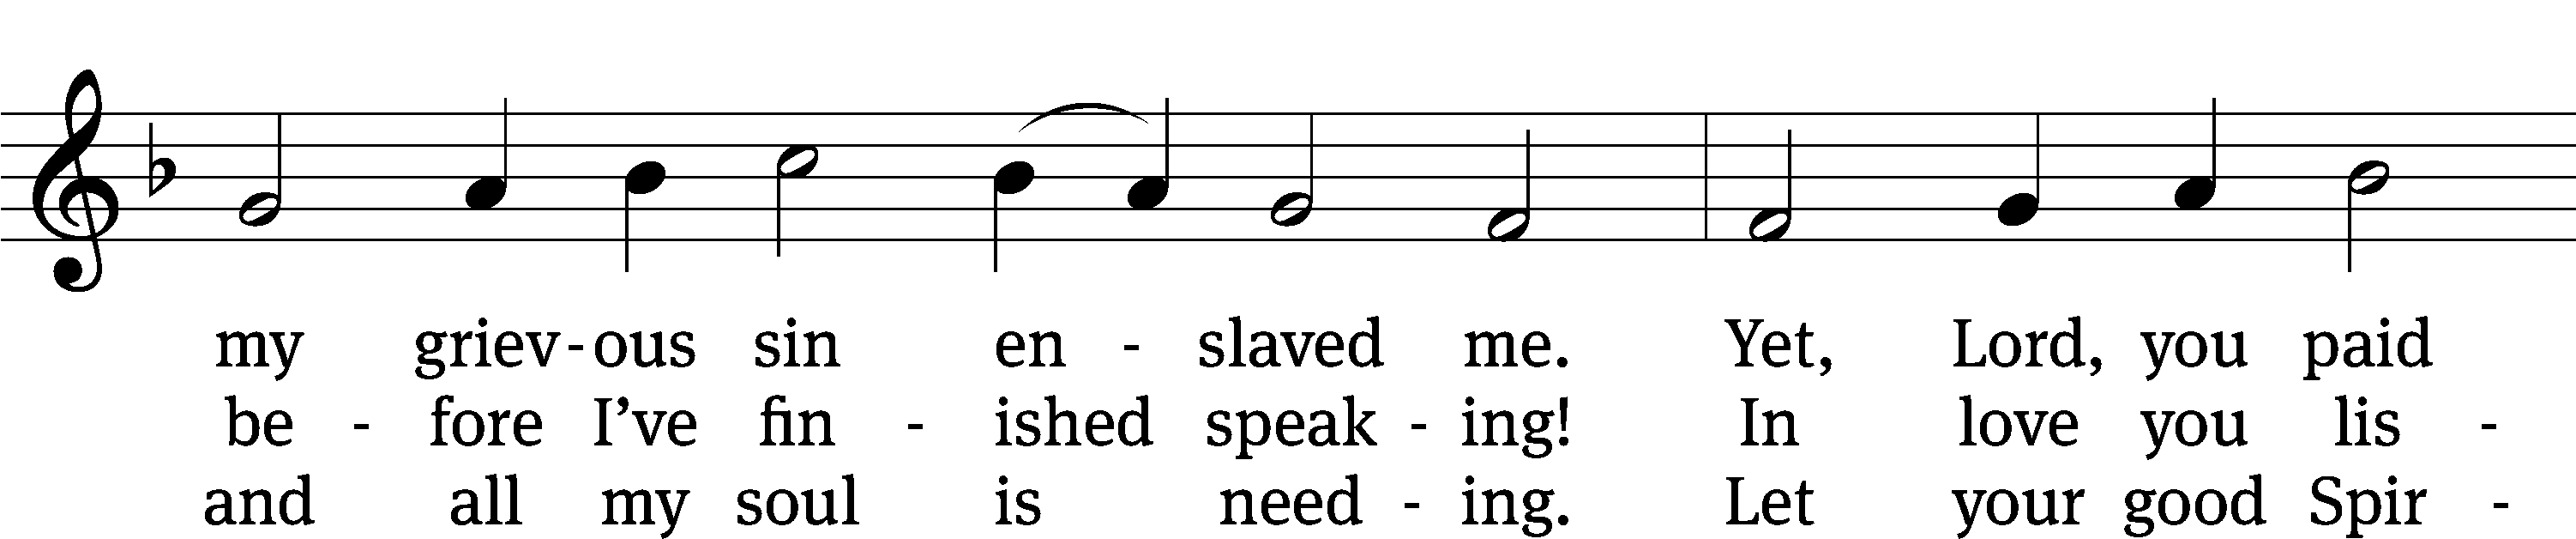 my griev - ous sin en - slaved me. Yet, Lord, you paid
be - fore I’ve fin - ished speak - ing! In love you lis -
and all my soul is need - ing. Let your good Spir -